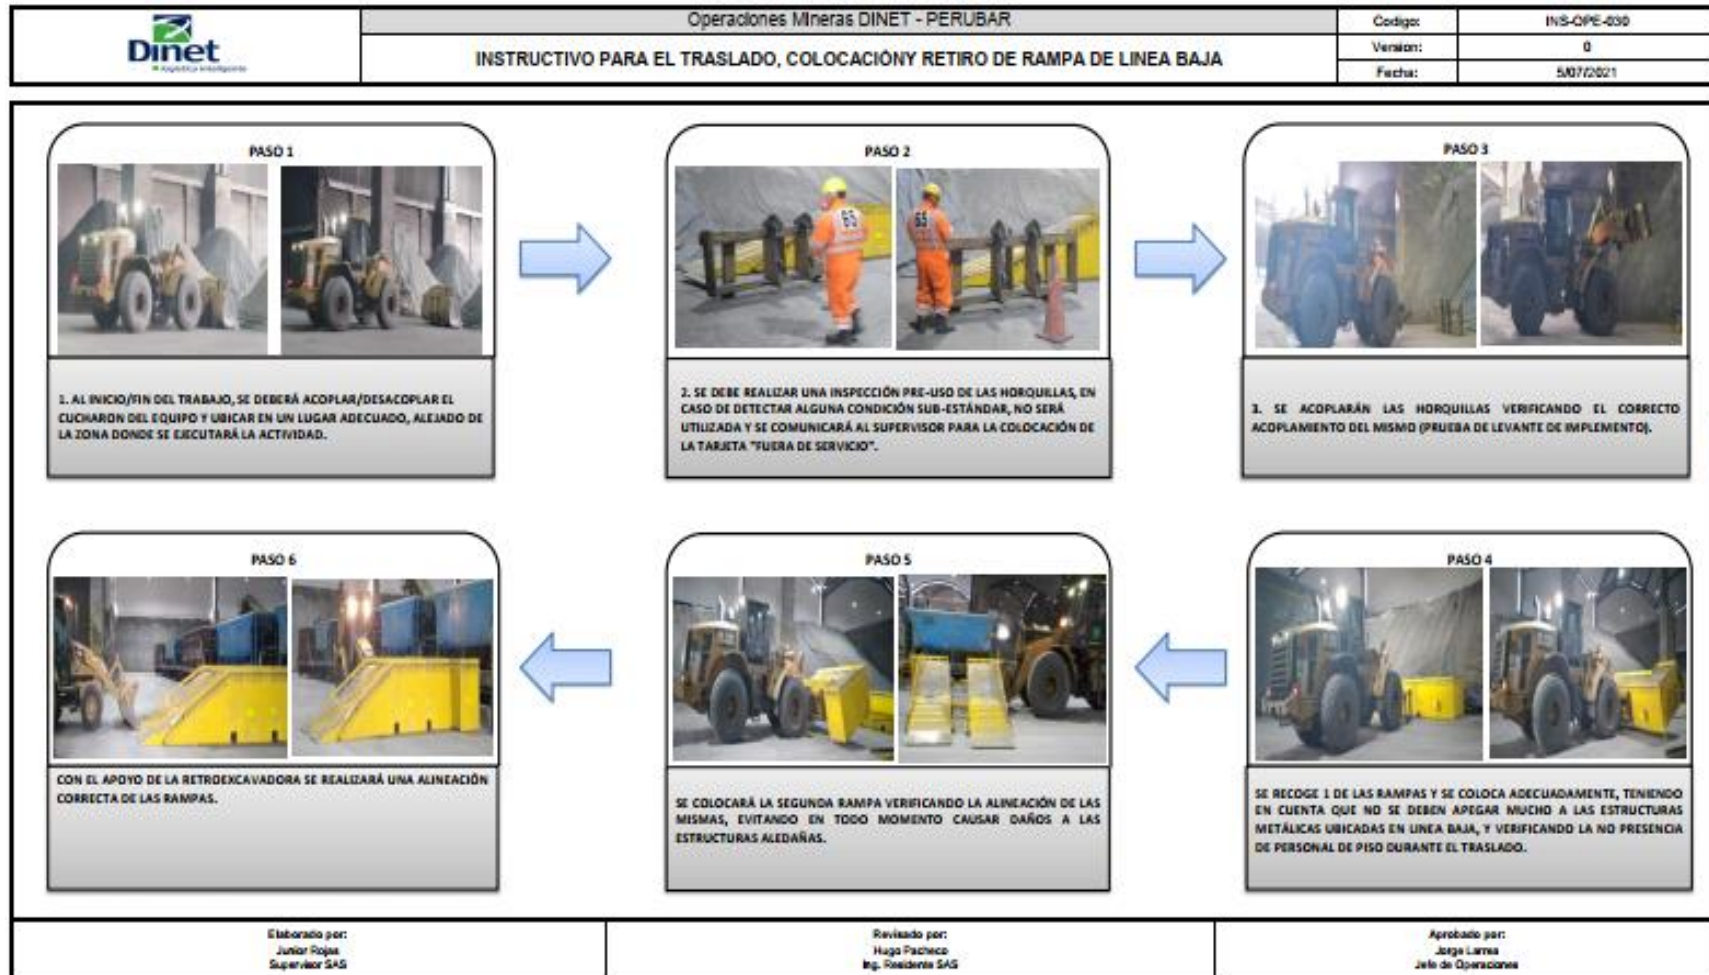 Dinet
logística inteligente
Operaciones Mineras DINET - PERUBAR
INSTRUCTIVO PARA EL TRASLADO, COLOCACIÓNY RETIRO DE RAMPA DE LINEA BAJA
Codigo: INS-OPE-030
Version: 0
Fecha: 5/07/2021
PASO 1
1. AL INICIO/FIN DEL TRABAJO, SE DEBERÁ ACOPLAR/DESACOPLAR EL
CUCHARON DEL EQUIPO Y UBICAR EN UN LUGAR ADECUADO, ALEJADO DE
LA ZONA DONDE SE EJECUTARÁ LA ACTIVIDAD.
PASO 2
65
65
2. SE DEBE REALIZAR UNA INSPECCIÓN PRE-USO DE LAS HORQUILLAS, EN
CASO DE DETECTAR ALGUNA CONDICIÓN SUB-ESTÁNDAR, NO SERÁ
UTILIZADA Y SE COMUNICARÁ AL SUPERVISOR PARA LA COLOCACIÓN DE
LA TARJETA "FUERA DE SERVICIO".
PASO 3
3. SE ACOPLARÁN LAS HORQUILLAS VERIFICANDO EL CORRECTO
ACOPLAMIENTO DEL MISMO (PRUEBA DE LEVANTE DE IMPLEMENTO).
PASO 4
SE RECOGE 1 DE LAS RAMPAS Y SE COLOCA ADECUADAMENTE, TENIENDO
EN CUENTA QUE NO SE DEBEN APEGAR MUCHO A LAS ESTRUCTURAS
METÁLICAS UBICADAS EN LINEA BAJA, Y VERIFICANDO LA NO PRESENCIA
DE PERSONAL DE PISO DURANTE EL TRASLADO.
PASO 5
SE COLOCARÁ LA SEGUNDA RAMPA VERIFICANDO LA ALINEACIÓN DE LAS
MISMAS, EVITANDO EN TODO MOMENTO CAUSAR DAÑOS A LAS
ESTRUCTURAS ALEDAÑAS.
PASO 6
CON EL APOYO DE LA RETROEXCAVADORA SE REALIZARÁ UNA ALINEACIÓN
CORRECTA DE LAS RAMPAS.
Elaborado por:
Junior Rojas
Supervisor SAS
Revisado por:
Hugo Pacheco
Ing. Residente SAS
Aprobado por:
Jorge Larrea
Jefe de Operaciones